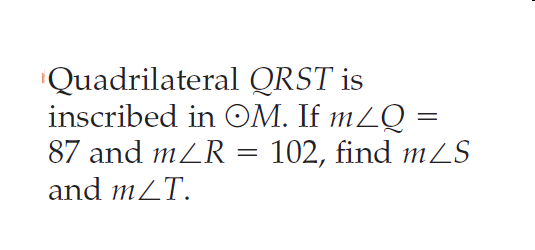 Quadrilateral QRST is
inscribed in ⊙M. If m∠Q =
87 and m∠R = 102, find m∠S
and m∠T.